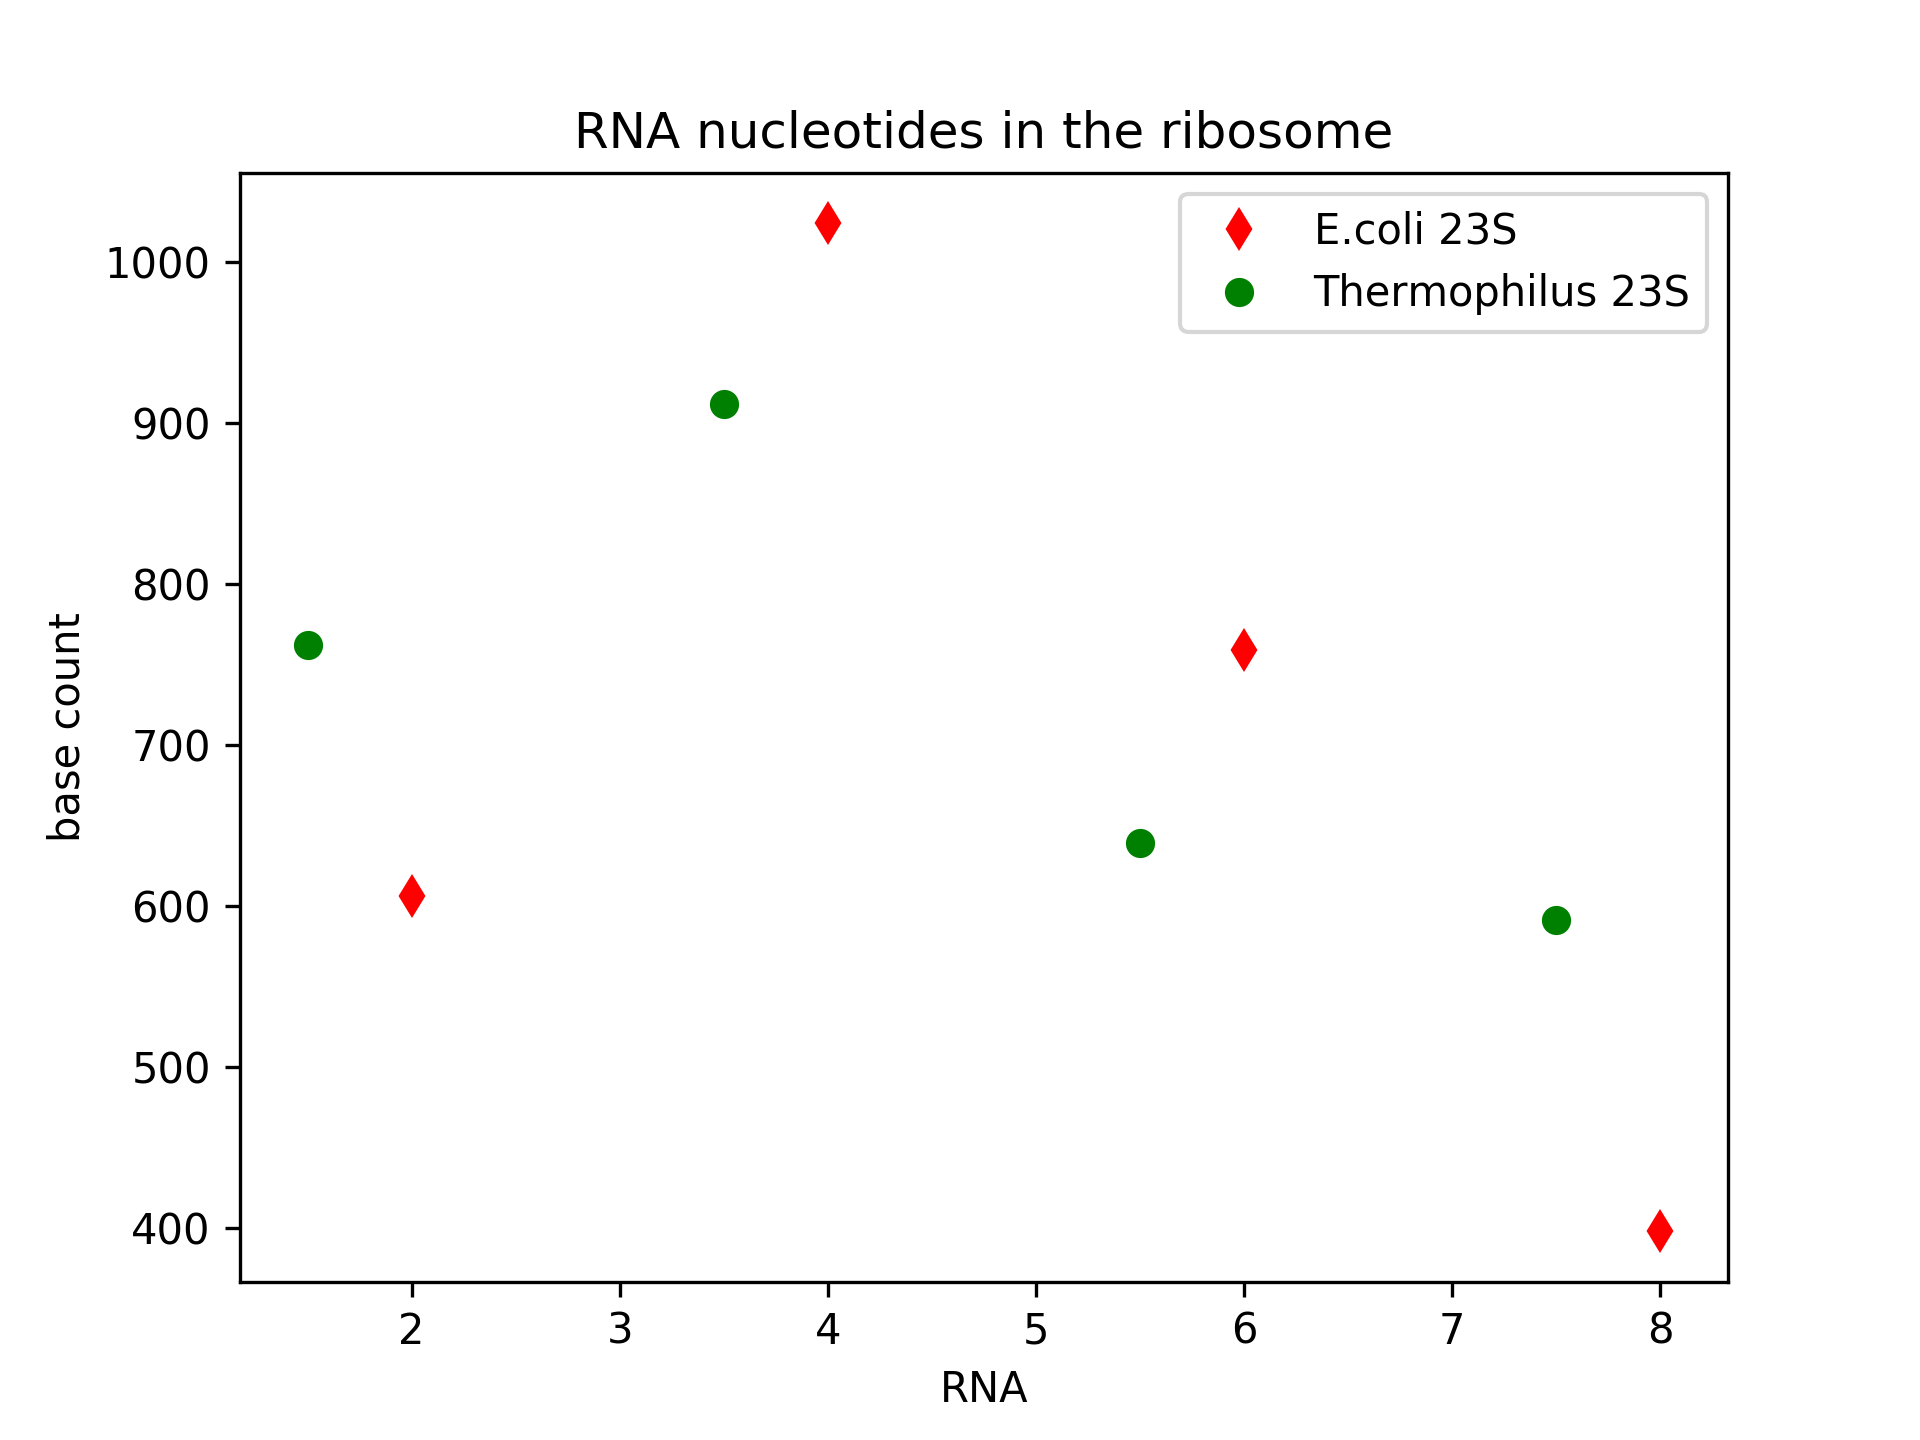 RNA nucleotides in the ribosome
E.coli 23S
Thermophilus 23S
1000
900
800
700
600
500
400
base count
2 3 4 5 6 7 8
RNA